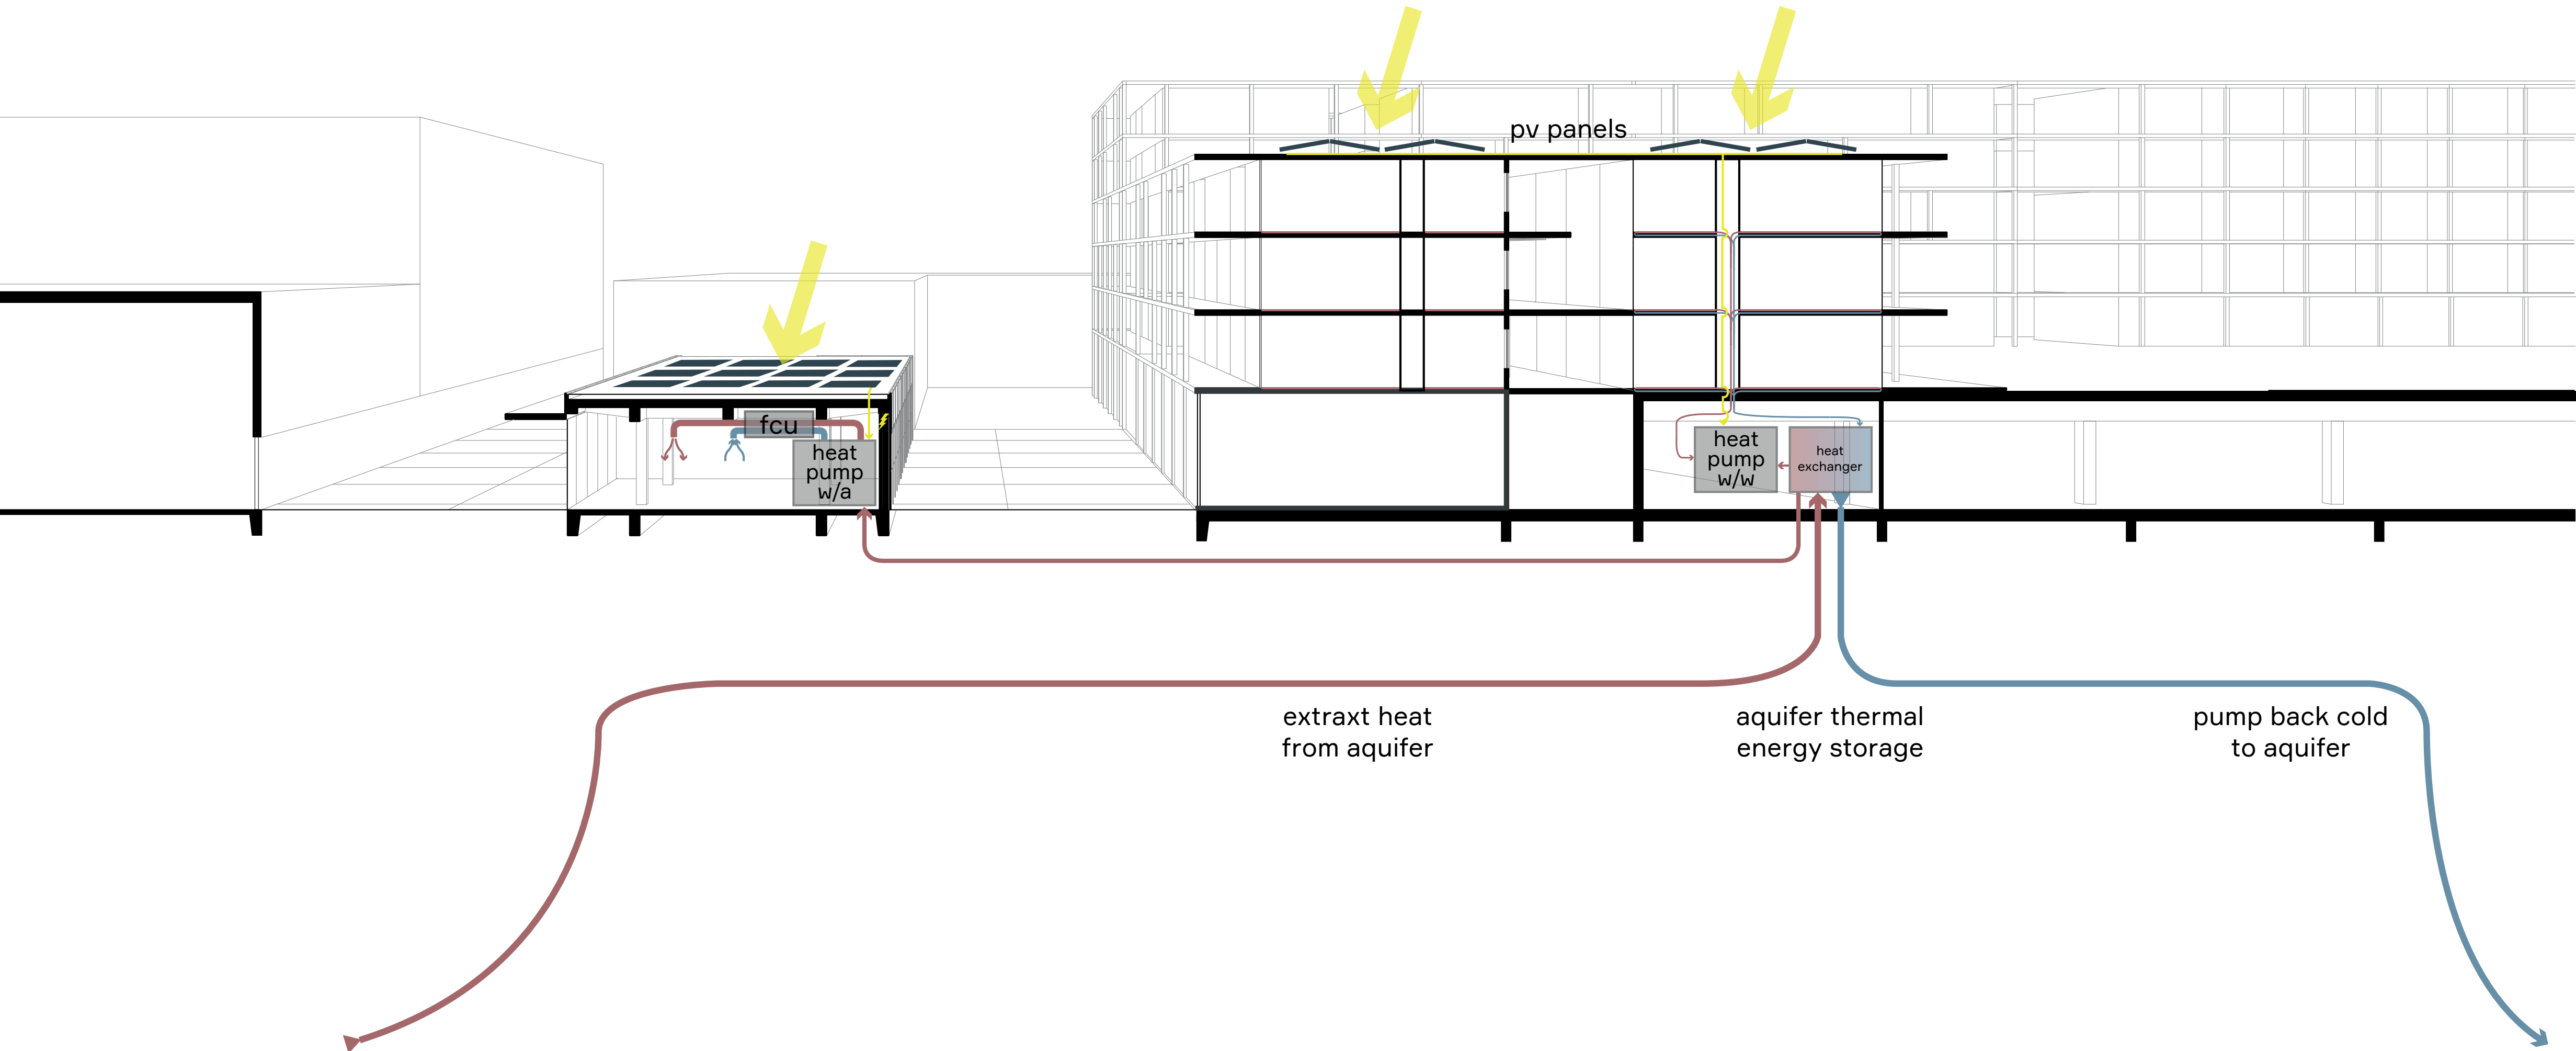 pv panels
fcu
heat
pump
w/a
heat
pump
w/w
heat
exchanger
extraxt heat
from aquifer
aquifer thermal
energy storage
pump back cold
to aquifer